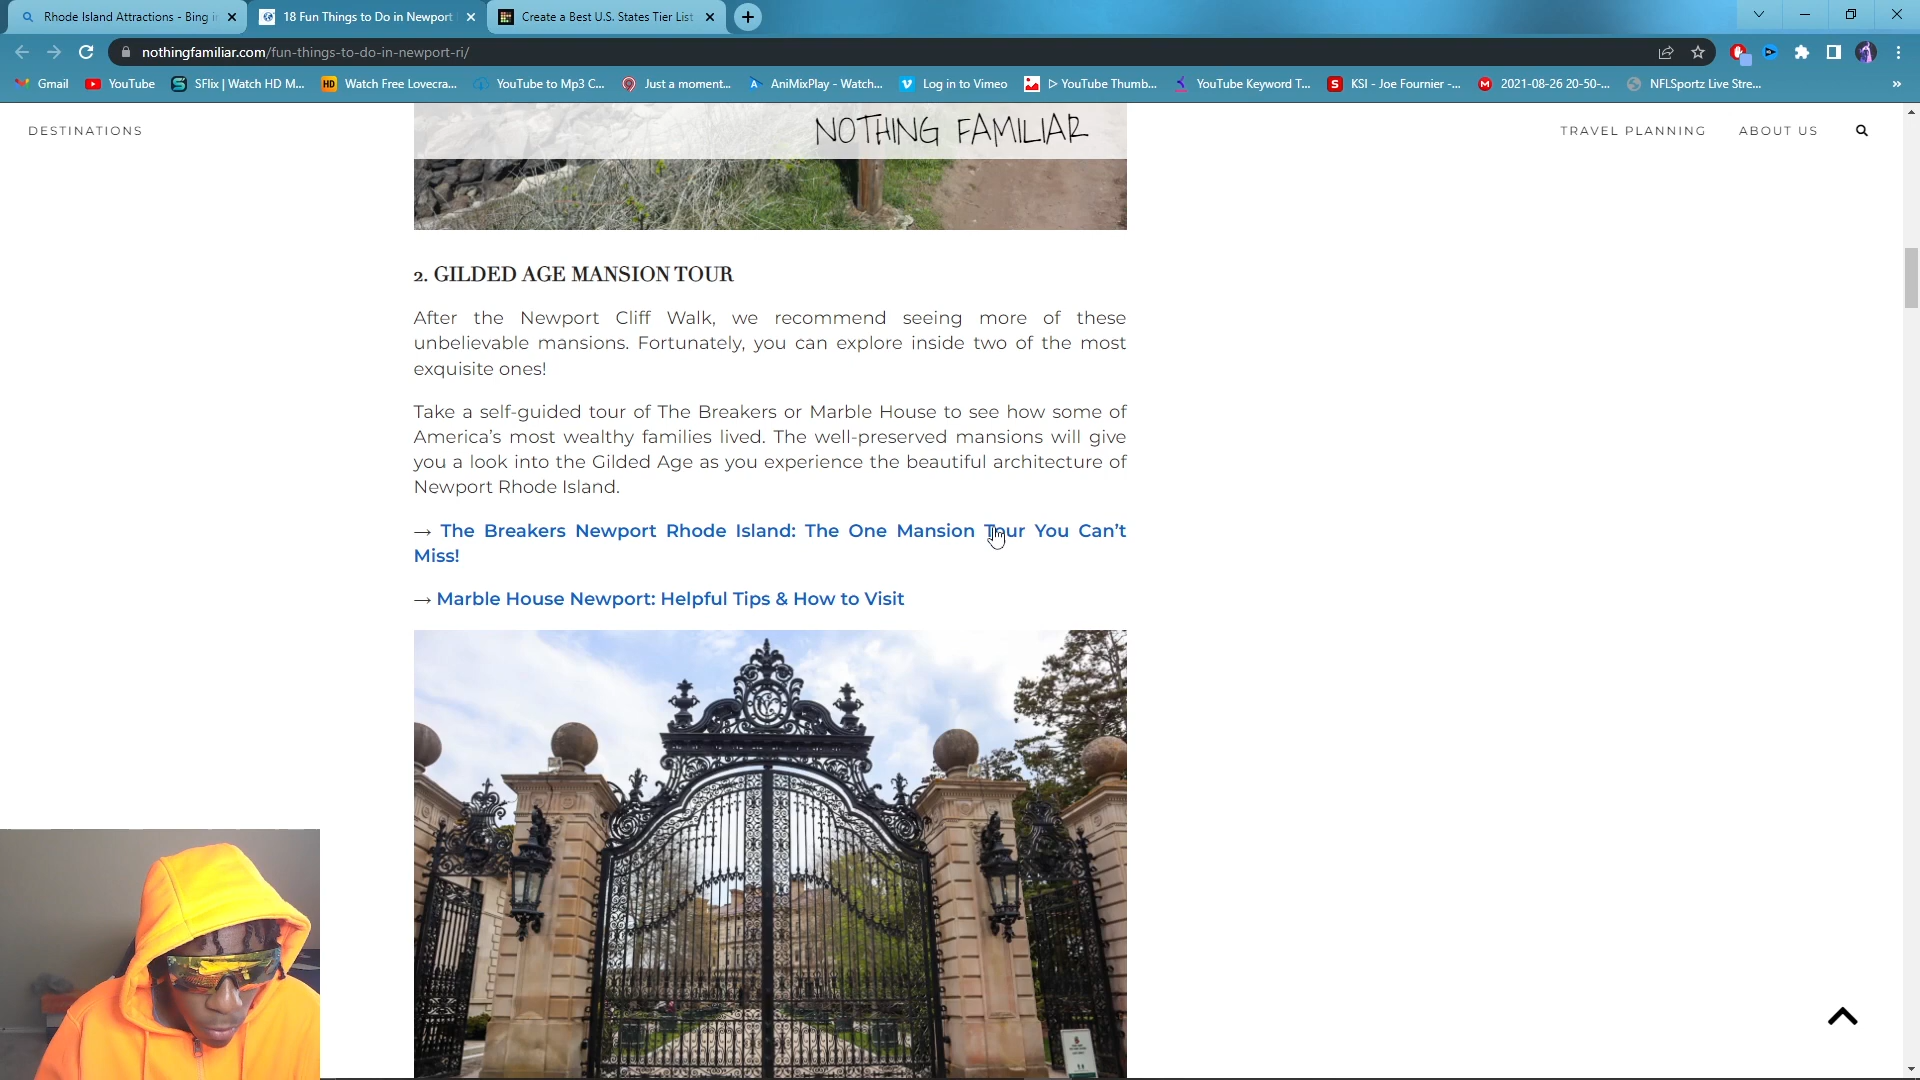 Rhode Island Attractions - Bing i
18 Fun Things to Do in Newport
Create a Best U.S. States Tier List
nothingfamiliar.com/fun-things-to-do-in-newport-ri/
Gmail
YouTube
SFlix | Watch HD M...
HD
Watch Free Lovecra...
YouTube to Mp3 C...
Just a moment...
AniMixPlay - Watch...
Log in to Vimeo
▷ YouTube Thumb...
YouTube Keyword T...
KSI - Joe Fournier -...
2021-08-26 20-50-...
NFLSportz Live Stre...
DESTINATIONS
NOTHING FAMILIAR
TRAVEL PLANNING
ABOUT US
2. GILDED AGE MANSION TOUR
After the Newport Cliff Walk, we recommend seeing more of these
unbelievable mansions. Fortunately, you can explore inside two of the most
exquisite ones!
Take a self-guided tour of The Breakers or Marble House to see how some of
America's most wealthy families lived. The well-preserved mansions will give
you a look into the Gilded Age as you experience the beautiful architecture of
Newport Rhode Island.
→ The Breakers Newport Rhode Island: The One Mansion Tour You Can't
Miss!
→ Marble House Newport: Helpful Tips & How to Visit